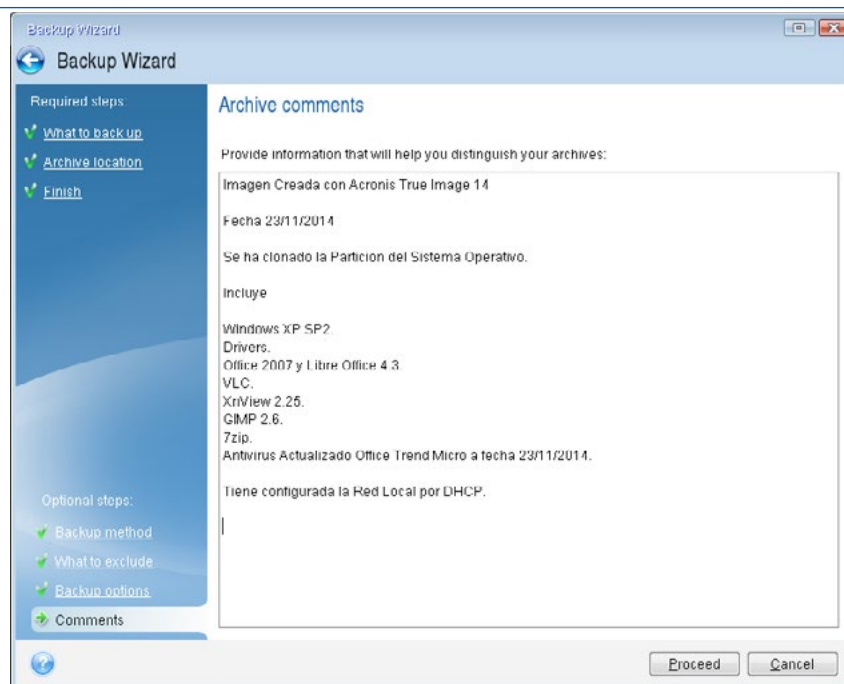 Backup Wizard
Backup Wizard
Required steps:
What to back up
Archive location
Finish
Optional steps:
Backup method
What to exclude
Backup options
Comments
Archive comments
Provide information that will help you distinguish your archives:
Imagen Creada con Acronis True Image 14
Fecha 23/11/2014
Se ha clonado la Particion del Sistema Operativo.
Incluye
Windows XP SP2.
Drivers.
Office 2007 y Libre Office 4.3.
VLC.
XnView 2.25.
GIMP 2.6.
7zip.
Antivirus Actualizado Office Trend Micro a fecha 23/11/2014.
Tiene configurada la Red Local por DHCP.
Proceed
Cancel